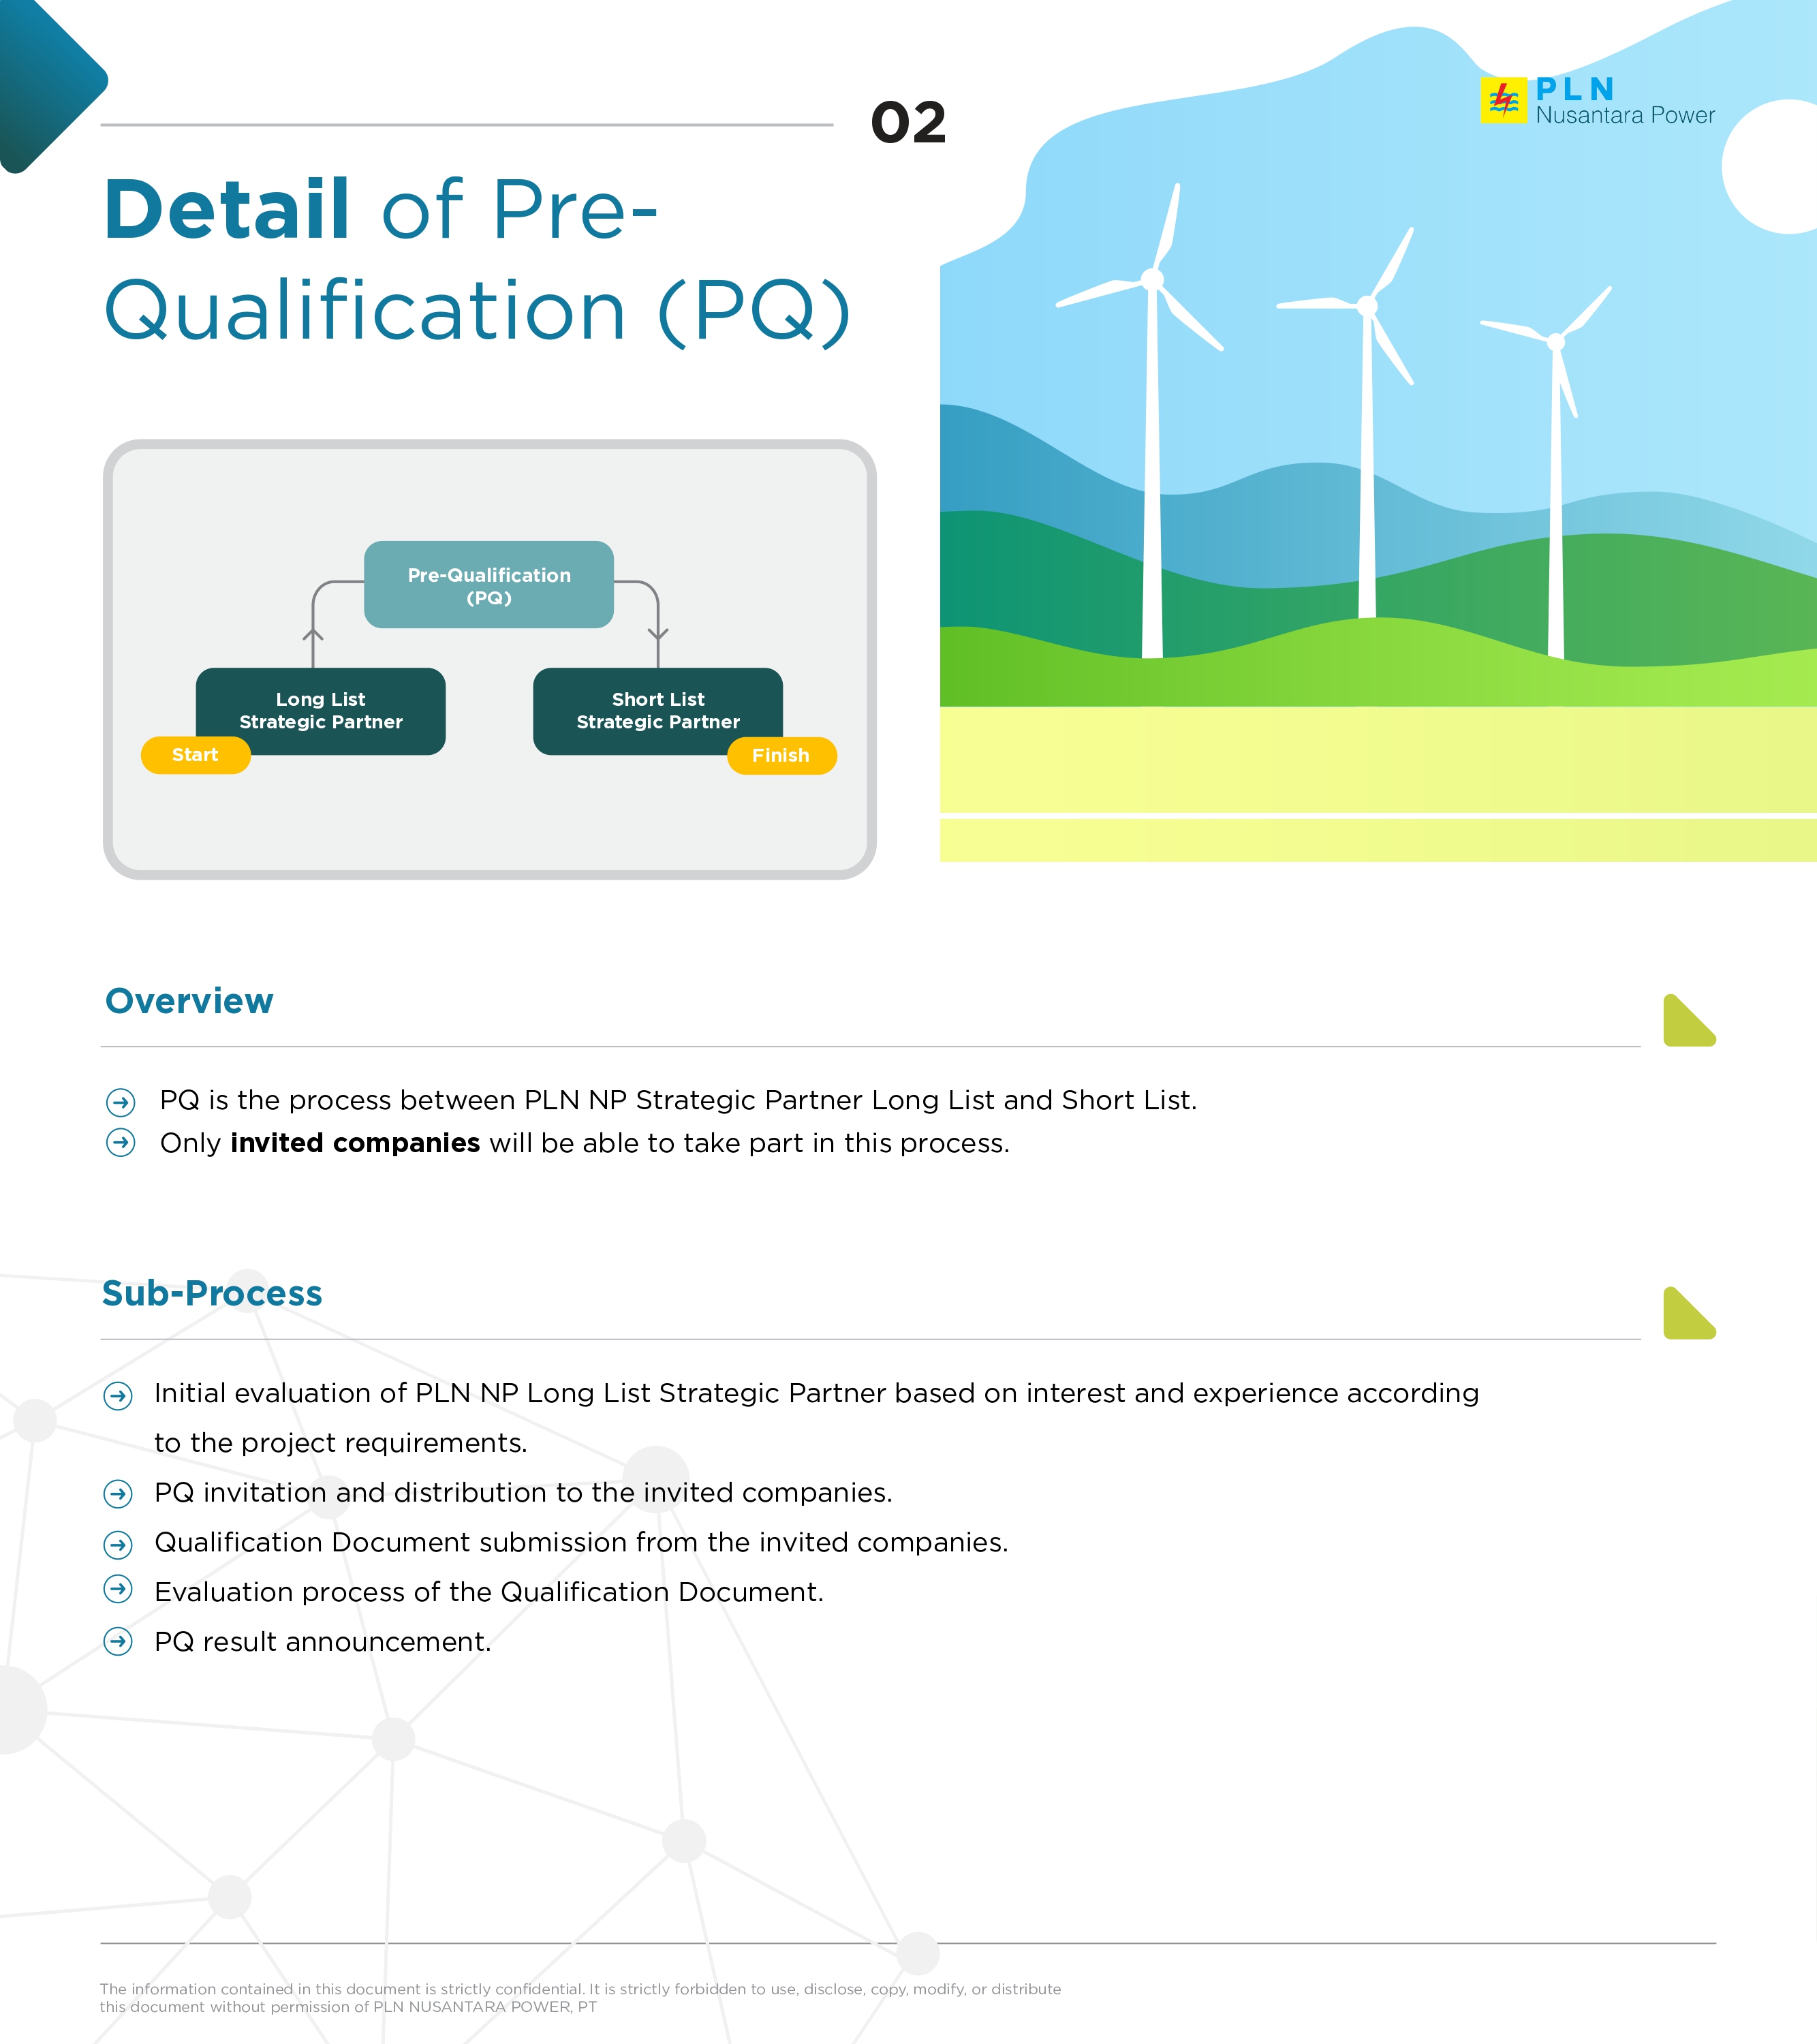 02
PLN
Nusantara Power
Detail of Pre-
Qualification (PQ)
Pre-Qualification
(PQ)
Long List
Strategic Partner
Start
Short List
Strategic Partner
Finish
Overview
PQ is the process between PLN NP Strategic Partner Long List and Short List.
Only invited companies will be able to take part in this process.
Sub-Process
Initial evaluation of PLN NP Long List Strategic Partner based on interest and experience according
to the project requirements.
PQ invitation and distribution to the invited companies.
Qualification Document submission from the invited companies.
Evaluation process of the Qualification Document.
PQ result announcement.
The information contained in this document is strictly confidential. It is strictly forbidden to use, disclose, copy, modify, or distribute
this document without permission of PLN NUSANTARA POWER, PT